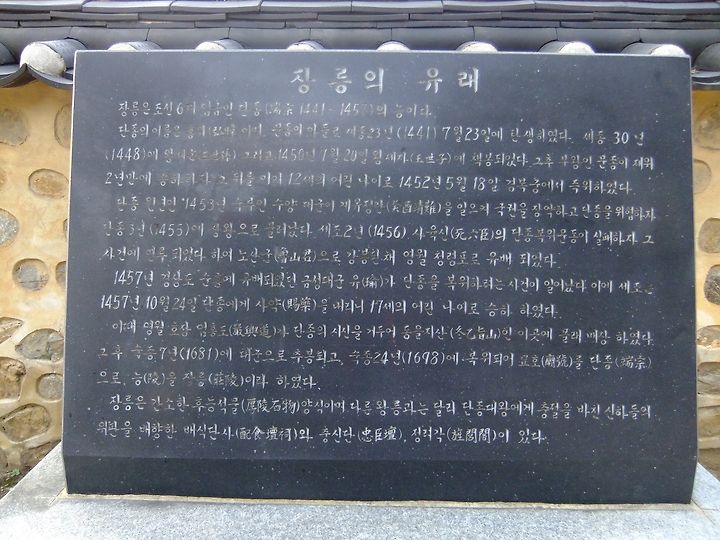 장릉의 유래
장릉은 조선 6대 임금인 단종(端宗 1441~1457)의 능이다.
단종의 이름은 이며, 문종의 아들로 세종23년(1441) 7월23일에 탄생하였다. 세종 30년
(1448)에 그리고 1450년 1월 20일 왕세자(王世子)에 책봉되었다. 그후 부왕인 문종이 재위
2년만에 승하하자 그 뒤를 이어 12세의 어린 나이로 1452년 5월 18일 경복궁에서 즉위하였다.
단종 원년인 1453년 숙부인 수양대군이 계유정난(癸酉靖難)을 일으켜 국권을 장악하고 단종을 위협하자
단종3년(1455)에 상왕으로 물러났다. 세조2년(1456) 사육신(死六臣)의 단종복위운동이 실패하자 그
사건에 연루 되었다 하여 노산군(魯山君)으로 강봉된채 영월 청령포로 유배 되었다.
1457년 경상도 순흥에 유배되었던 금성대군 유(瑜)가 단종을 복위하려는 사건이 일어났다 이에 세조는
1457년 10월24일 단종에게 사약(賜藥)을 내리니 17세의 어린 나이로 승하 하였다.
이때 영월 호장 엄흥도(嚴興道)가 단종의 시신을 거두어 동을지산(冬乙旨山)인 이곳에 몰래 매장 하였다.
그후 숙종7년(1681)에 대군으로 추봉되고, 숙종24년(1698)에 복위되어 묘호(廟號)를 단종(端宗)
으로, 능(陵)을 장릉(莊陵)이라 하였다.
장릉은 간소한 후능석물(厚陵石物)양식이며 다른 왕릉과는 달리 단종대왕에게 충절을 바친 신하들의
위판을 배향한 배식단사(配食壇祠)와 충신단(忠臣壇), 정려각(旌閭閣)이 있다.